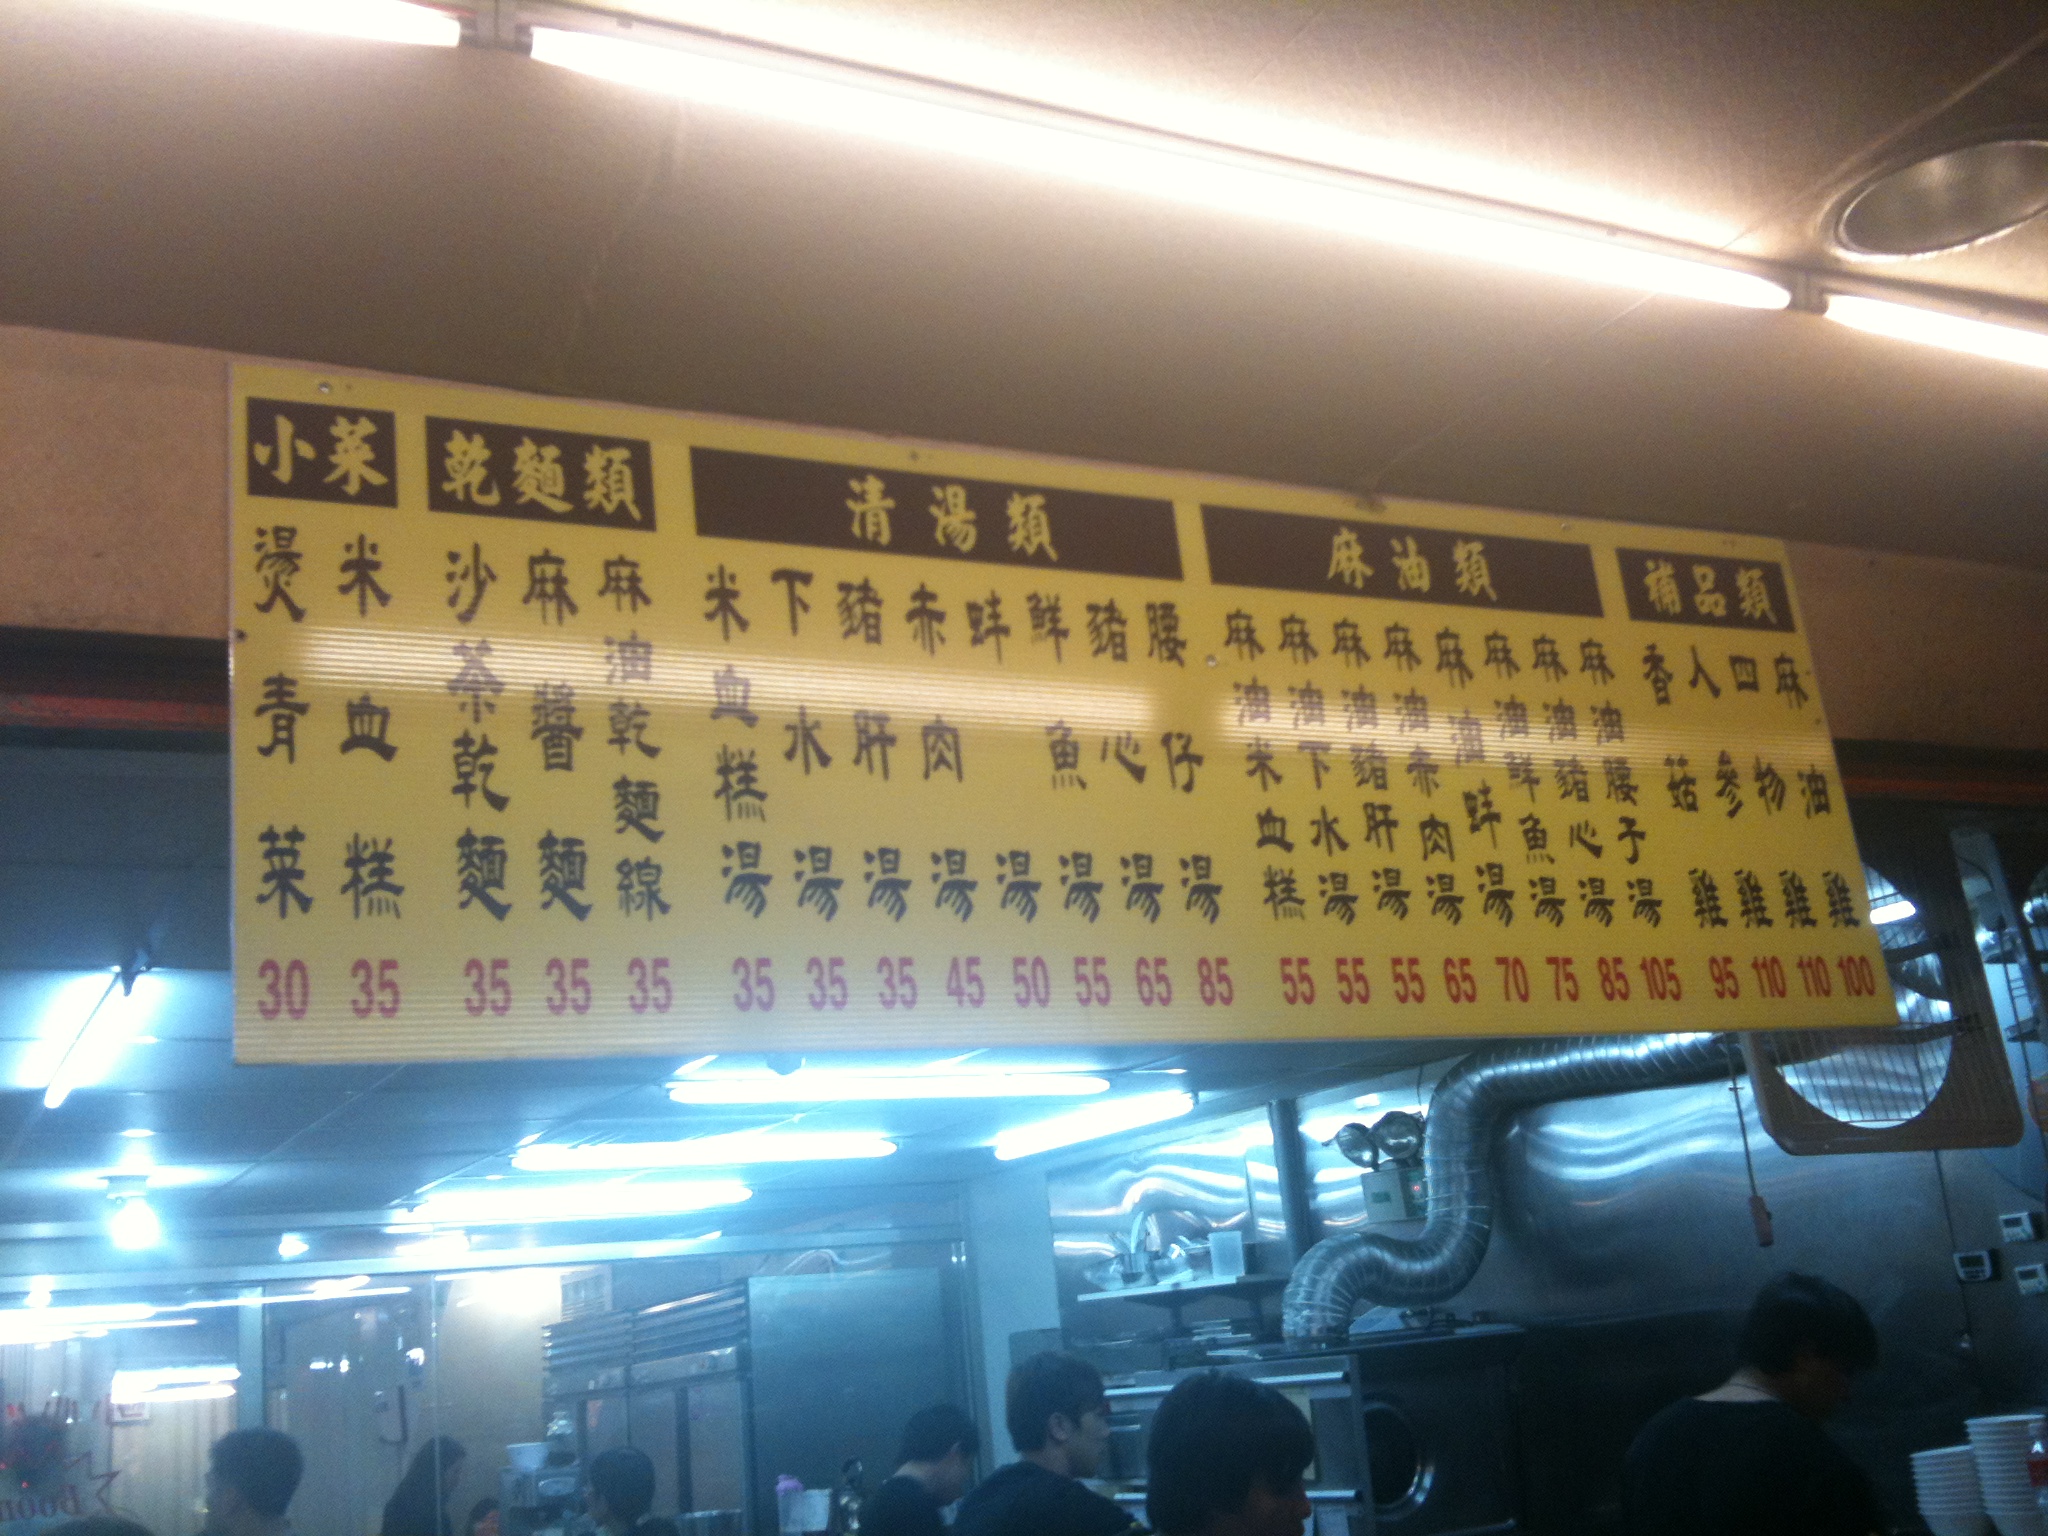 小菜
燙青菜 30
米血糕 35
乾麵類
沙茶乾麵 35
麻醬麵 35
麻油乾麵線 35
清湯類
米血糕湯 35
下水湯 35
豬肝湯 35
赤肉湯 45
蚌湯 50
鮮魚湯 55
豬心湯 65
腰仔湯 85
麻油類
麻油米血糕 55
麻油下水湯 55
麻油豬肝湯 55
麻油赤肉湯 65
麻油蚌湯 70
麻油鮮魚湯 75
麻油豬心湯 85
麻油腰子湯 105
補品類
香菇雞 95
人參雞 110
四物雞 110
麻油雞 100